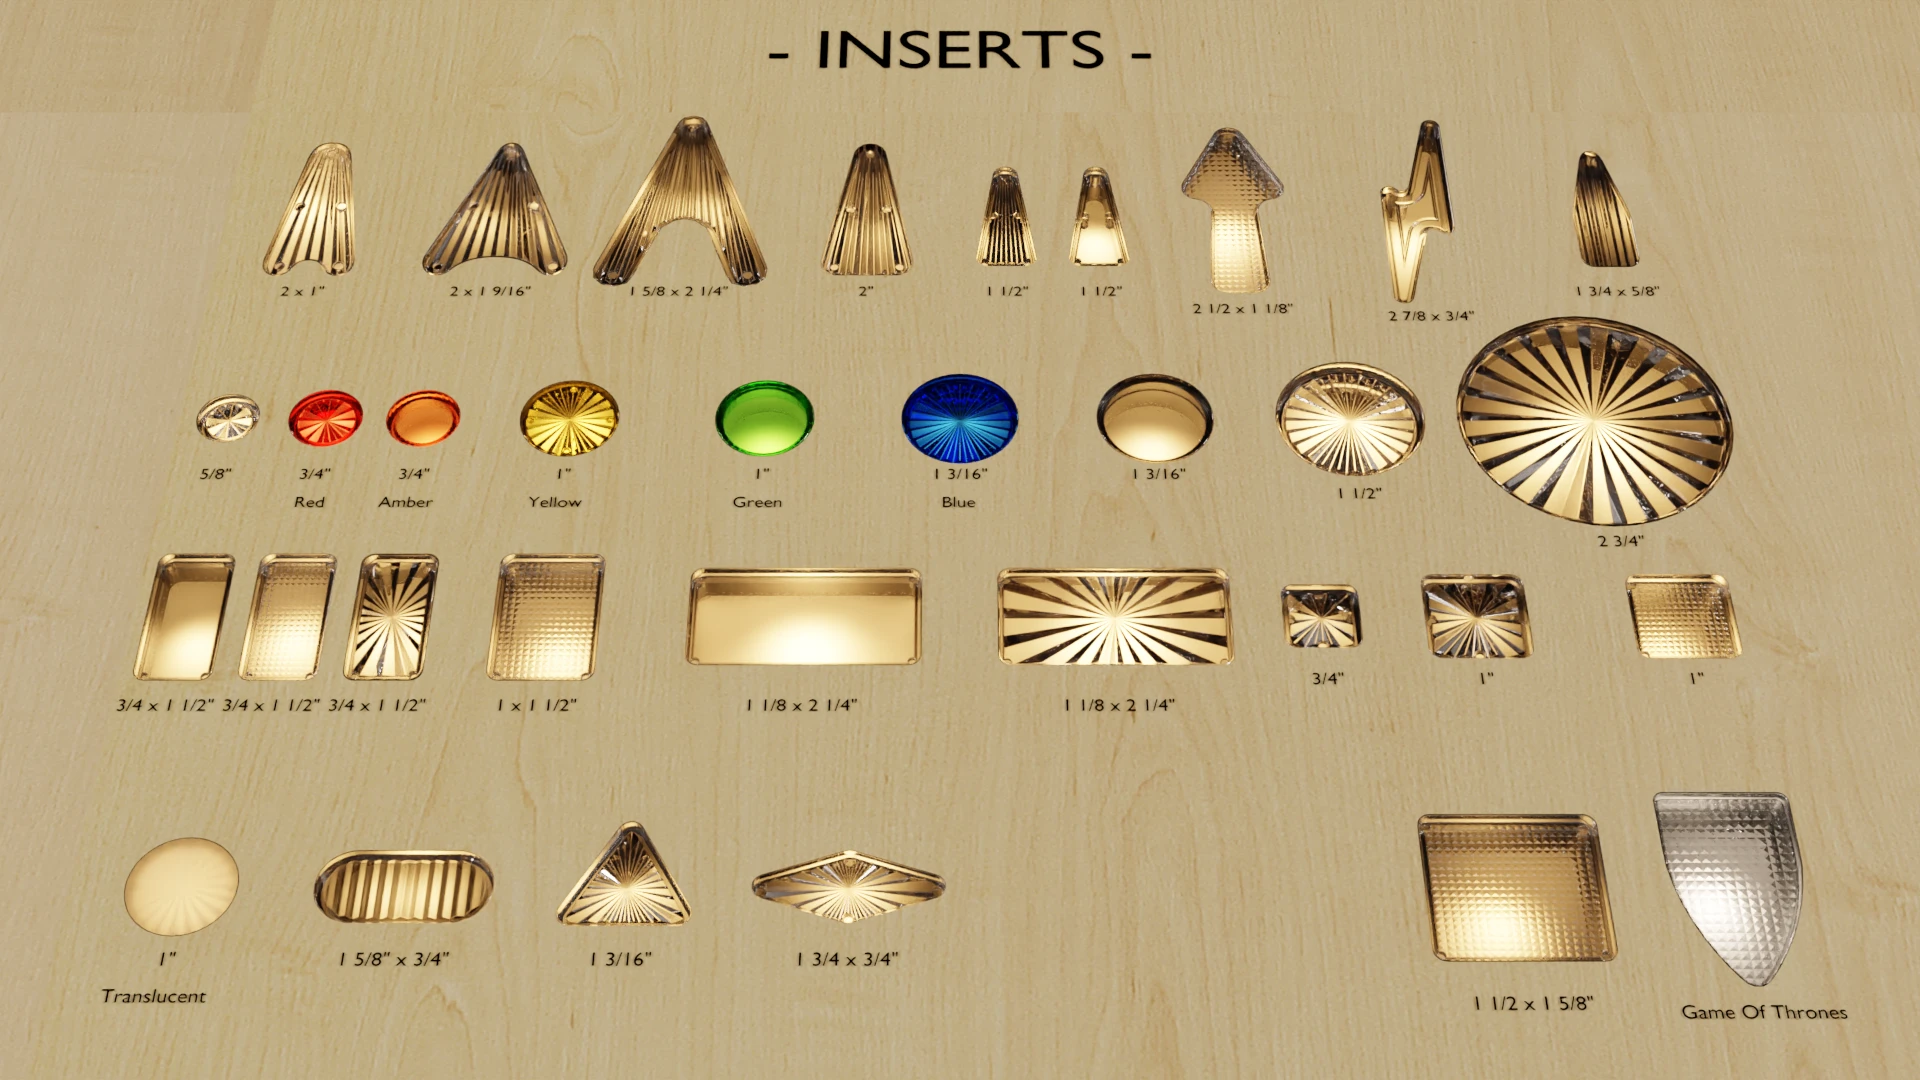 - INSERTS -
2 x 1"
2 x 1 9/16"
1 5/8 x 2 1/4"
2"
1 1/2"
1 1/2"
2 1/2 x 1 1/8"
2 7/8 x 3/4"
1 3/4 x 5/8"
5/8"
3/4"
Red
3/4"
Amber
1"
Yellow
1"
Green
1 3/16"
Blue
1 3/16"
1 1/2"
2 3/4"
3/4 x 1 1/2"
3/4 x 1 1/2"
3/4 x 1 1/2"
1 x 1 1/2"
1 1/8 x 2 1/4"
1 1/8 x 2 1/4"
3/4"
1"
1"
1"
Translucent
1 5/8" x 3/4"
1 3/16"
1 3/4 x 3/4"
1 1/2 x 1 5/8"
Game Of Thrones